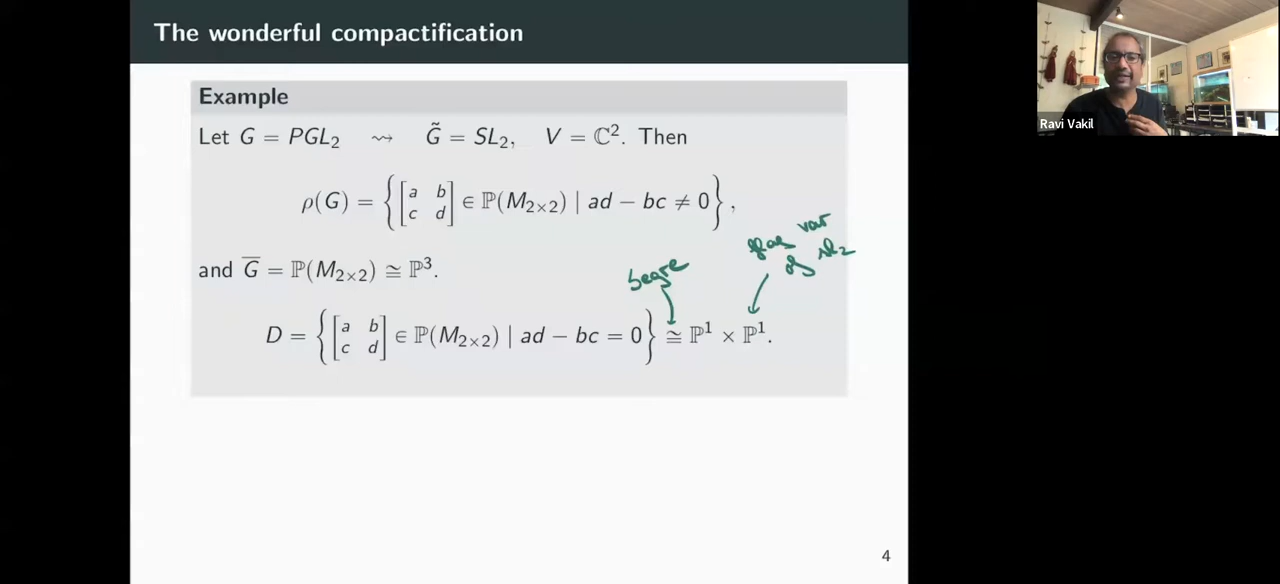 The wonderful compactification
Example
Let G = PGL₂ ⇝ G̃ = SL₂, V = ℂ². Then
ρ(G) = { [a b; c d] ∈ ℙ(M₂ₓ₂) | ad − bc ≠ 0 },
and G̅ = ℙ(M₂ₓ₂) ≅ ℙ³.
segre
flag var
of sl₂
D = { [a b; c d] ∈ ℙ(M₂ₓ₂) | ad − bc = 0 } ≅ ℙ¹ × ℙ¹.
4
Ravi Vakil